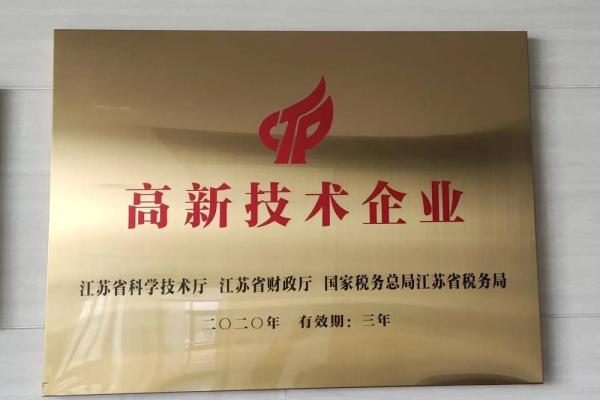 高新技术企业
江苏省科学技术厅 江苏省财政厅 国家税务总局江苏省税务局
二〇二〇年 有效期：三年